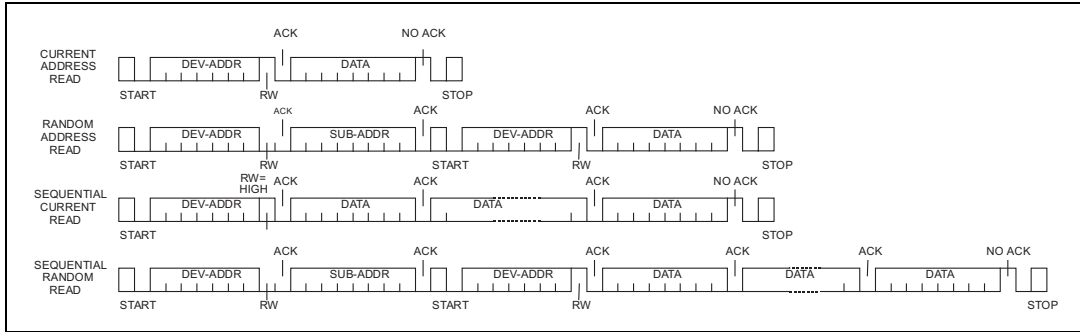 ACK NO ACK
CURRENT
ADDRESS
READ
DEV-ADDR DATA
START RW STOP
ACK ACK ACK NO ACK
RANDOM
ADDRESS
READ
DEV-ADDR SUB-ADDR DEV-ADDR DATA
START RW START RW STOP
RW=
HIGH
ACK ACK ACK NO ACK
SEQUENTIAL
CURRENT
READ
DEV-ADDR DATA DATA DATA
START STOP
ACK ACK ACK ACK ACK NO ACK
SEQUENTIAL
RANDOM
READ
DEV-ADDR SUB-ADDR DEV-ADDR DATA DATA DATA
START RW START RW STOP